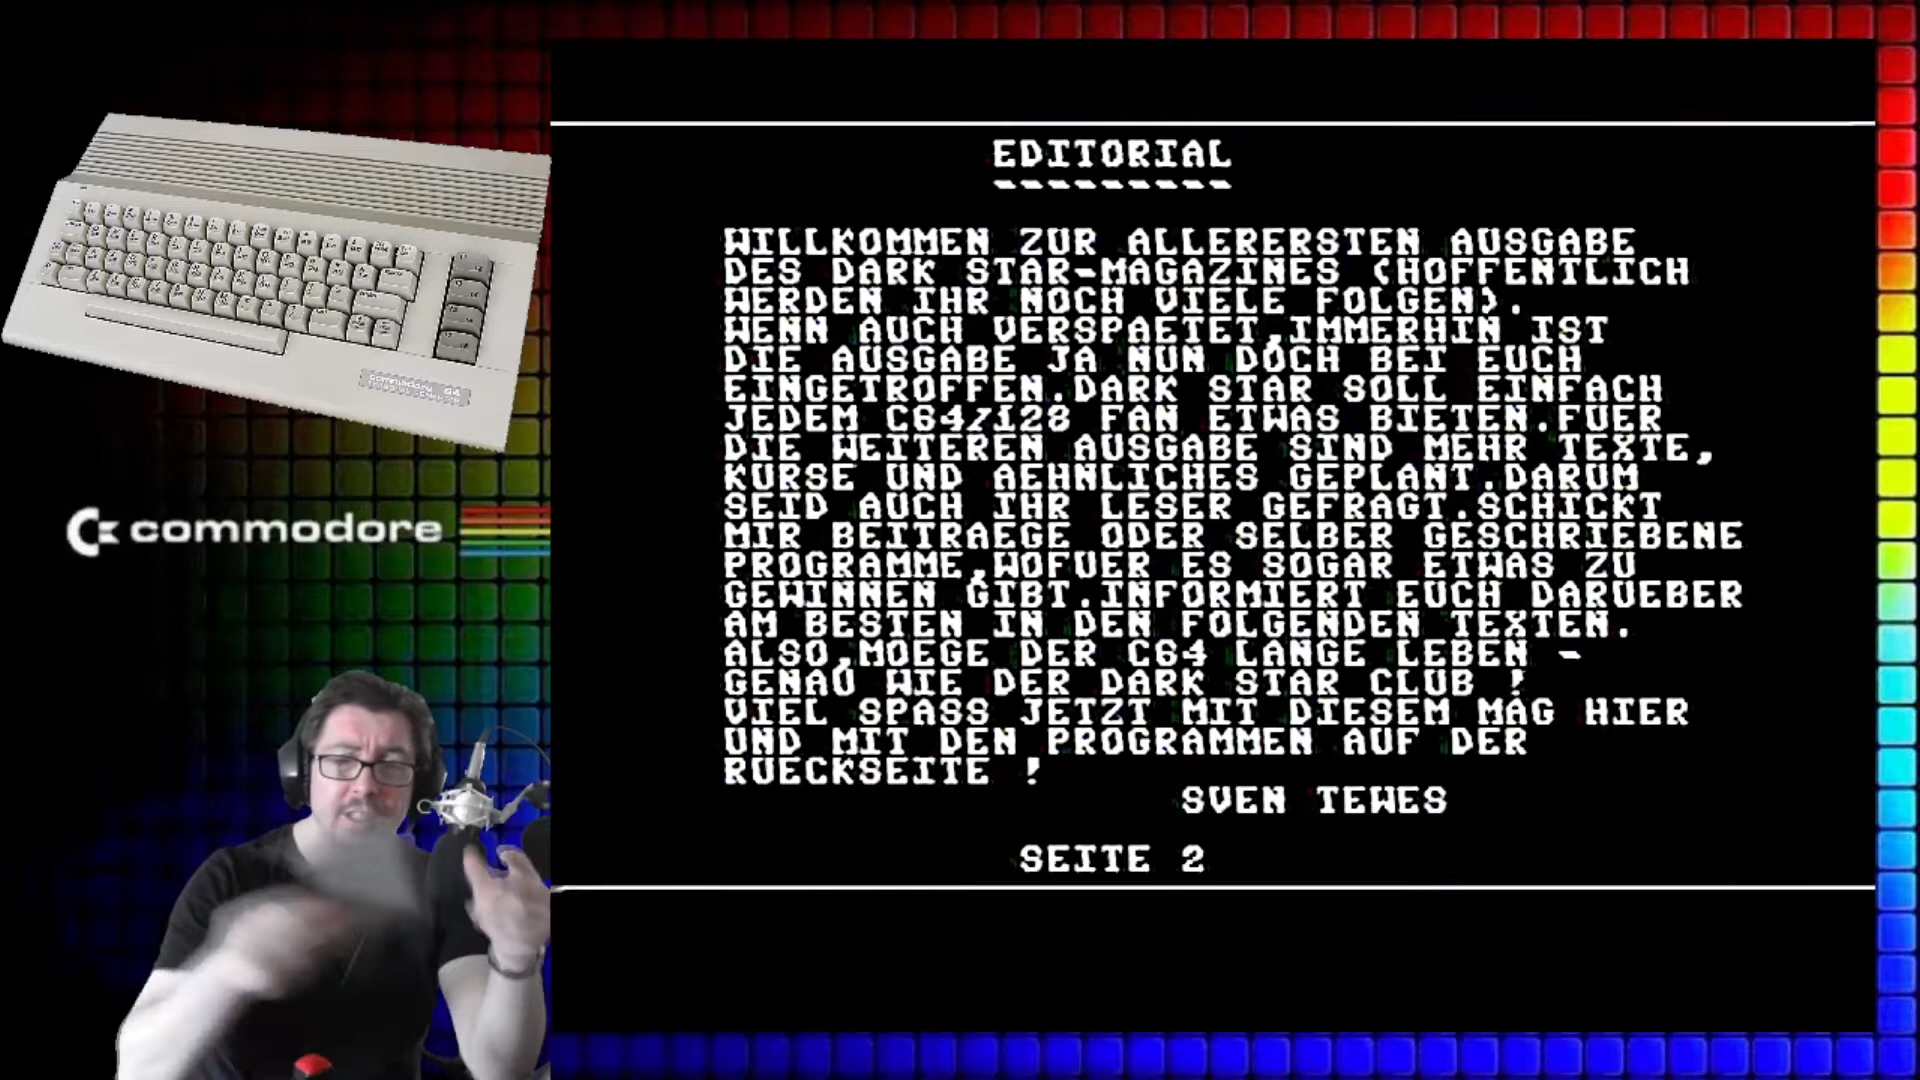 EDITORIAL
---------
WILLKOMMEN ZUR ALLERERSTEN AUSGABE
DES DARK STAR-MAGAZINES (HOFFENTLICH
WERDEN IHR NOCH VIELE FOLGEN).
WENN AUCH VERSPAETET,IMMERHIN IST
DIE AUSGABE JA NUN DOCH BEI EUCH
EINGETROFFEN.DARK STAR SOLL EINFACH
JEDEM C64/128 FAN ETWAS BIETEN.FUER
DIE WEITEREN AUSGABE SIND MEHR TEXTE,
KURSE UND AEHNLICHES GEPLANT.DARUM
SEID AUCH IHR LESER GEFRAGT.SCHICKT
MIR BEITRAEGE ODER SELBER GESCHRIEBENE
PROGRAMME,WOFUER ES SOGAR ETWAS ZU
GEWINNEN GIBT.INFORMIERT EUCH DARUEBER
AM BESTEN IN DEN FOLGENDEN TEXTEN.
ALSO,MOEGE DER C64 LANGE LEBEN -
GENAU WIE DER DARK STAR CLUB !
VIEL SPASS JETZT MIT DIESEM MAG HIER
UND MIT DEN PROGRAMMEN AUF DER
RUECKSEITE !
SVEN TEWES
SEITE 2
commodore 64
commodore